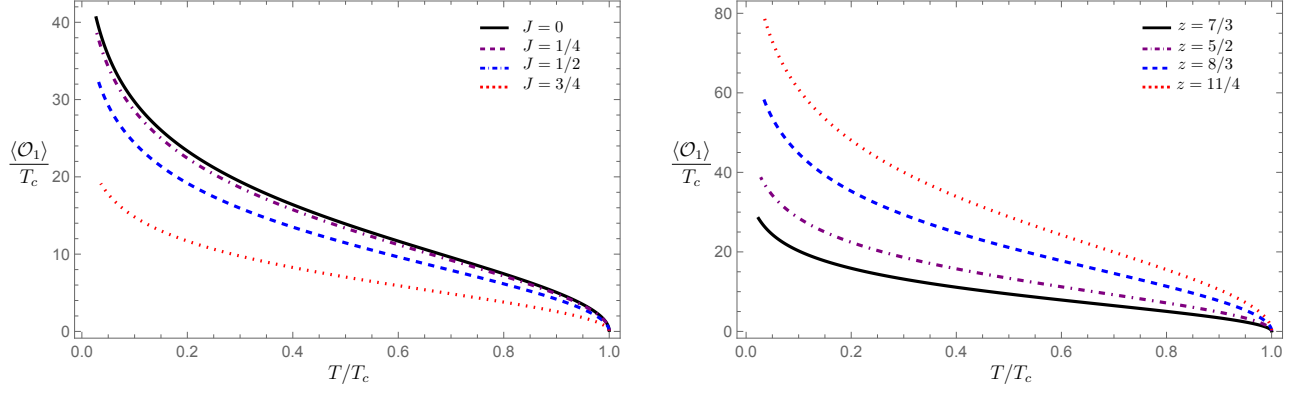 40
30
20
10
0
⟨O₁⟩
T_c
J = 0
J = 1/4
J = 1/2
J = 3/4
0.0 0.2 0.4 0.6 0.8 1.0
T/T_c
80
60
40
20
0
⟨O₁⟩
T_c
z = 7/3
z = 5/2
z = 8/3
z = 11/4
0.0 0.2 0.4 0.6 0.8 1.0
T/T_c